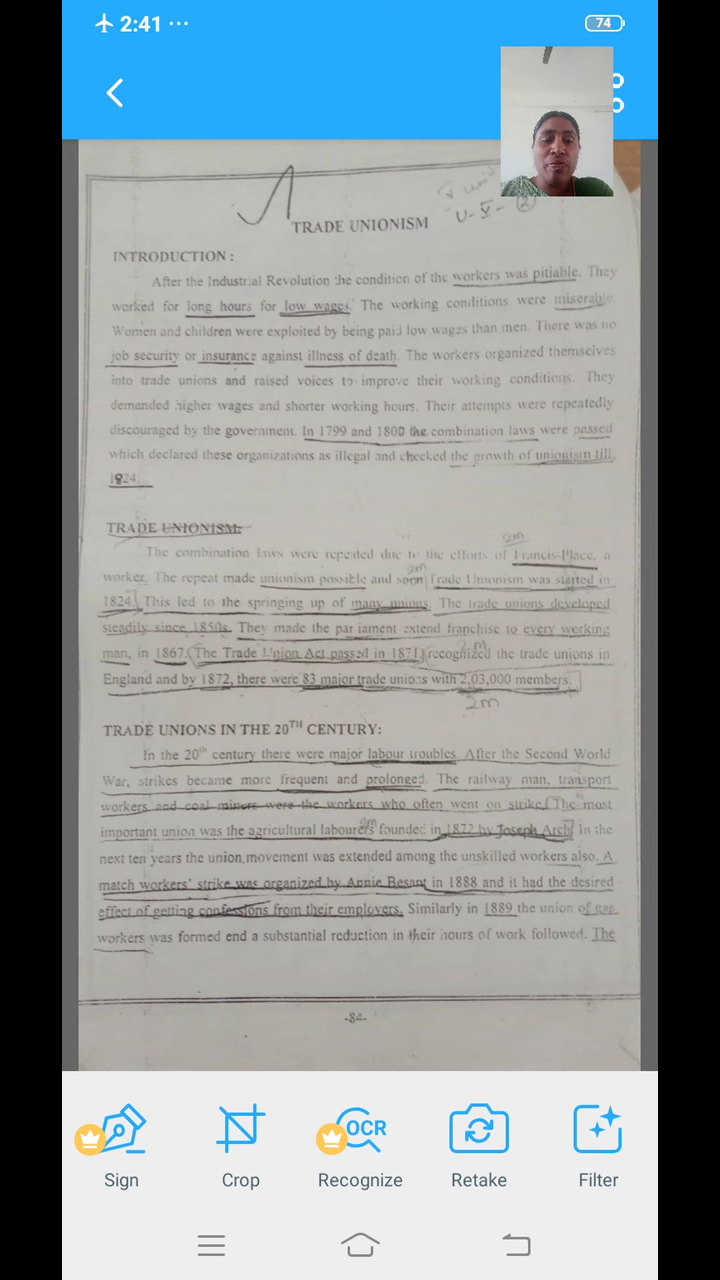 2:41 ...
74
U-V- 2
TRADE UNIONISM
INTRODUCTION :
After the Industrial Revolution the condition of the workers was pitiable. They
worked for long hours for low wages. The working conditions were miserable.
Women and children were exploited by being paid low wages than men. There was no
job security or insurance against illness of death. The workers organized themselves
into trade unions and raised voices to improve their working conditions. They
demanded higher wages and shorter working hours. Their attempts were repeatedly
discouraged by the government. In 1799 and 1800 the combination laws were passed
which declared these organizations as illegal and checked the growth of unionism till
1824.
TRADE UNIONISM:
2m
The combination laws were repeated due to the efforts of Francis-Place, a
2m
worker. The repeat made unionism possible and soon Trade Unionism was started in
1824. This led to the springing up of many unions. The trade unions developed
steadily since 1850s. They made the parliament extend franchise to every working
man, in 1867. The Trade Union Act passed in 1871 recognized the trade unions in
England and by 1872, there were 83 major trade unions with 2,03,000 members.
2m
TRADE UNIONS IN THE 20TH CENTURY:
In the 20th century there were major labour troubles. After the Second World
War, strikes became more frequent and prolonged. The railway man, transport
workers and coal miners were the workers who often went on strike. The most
2m
important union was the agricultural labourers founded in 1872 by Joseph Arch. In the
next ten years the union movement was extended among the unskilled workers also. A
match workers' strike was organized by Annie Besant in 1888 and it had the desired
effect of getting confessions from their employers. Similarly in 1889 the union of gas
workers was formed end a substantial reduction in their hours of work followed. The
-84-
Sign
Crop
OCR
Recognize
Retake
Filter